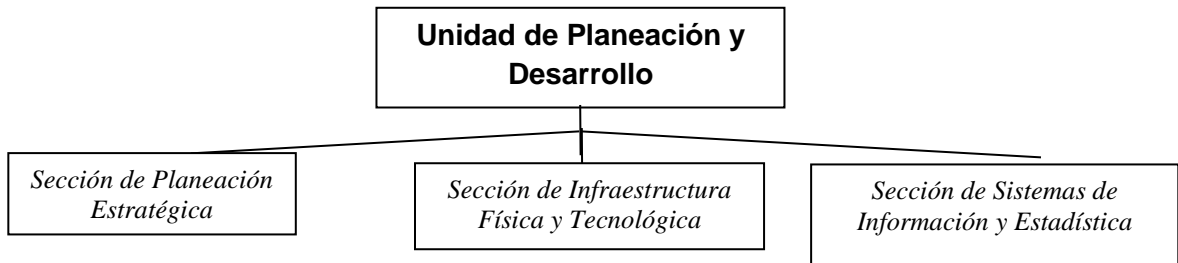 Unidad de Planeación y
Desarrollo
Sección de Planeación
Estratégica
Sección de Infraestructura
Física y Tecnológica
Sección de Sistemas de
Información y Estadística